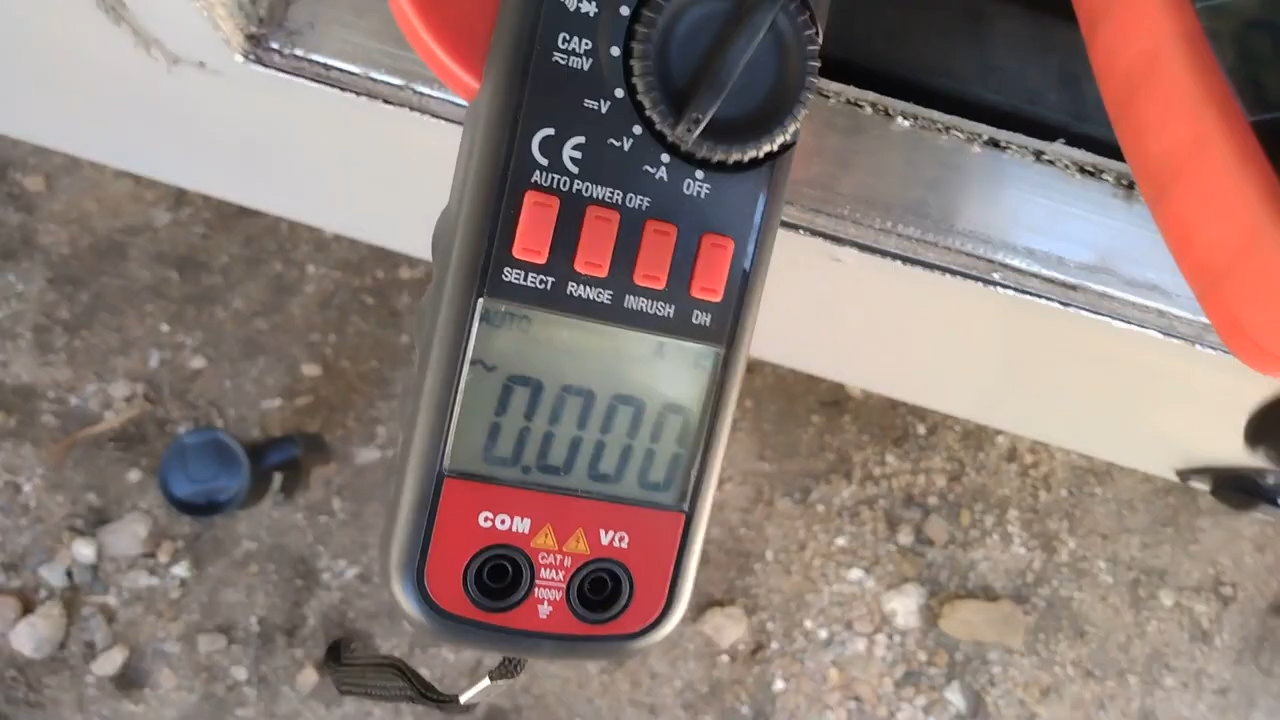 CAP
≂mV
⎓V
~V
~A
OFF
CE
AUTO POWER OFF
SELECT
RANGE
INRUSH
DH
AUTO
~
0.000
COM
VΩ
CAT II
MAX
1000V